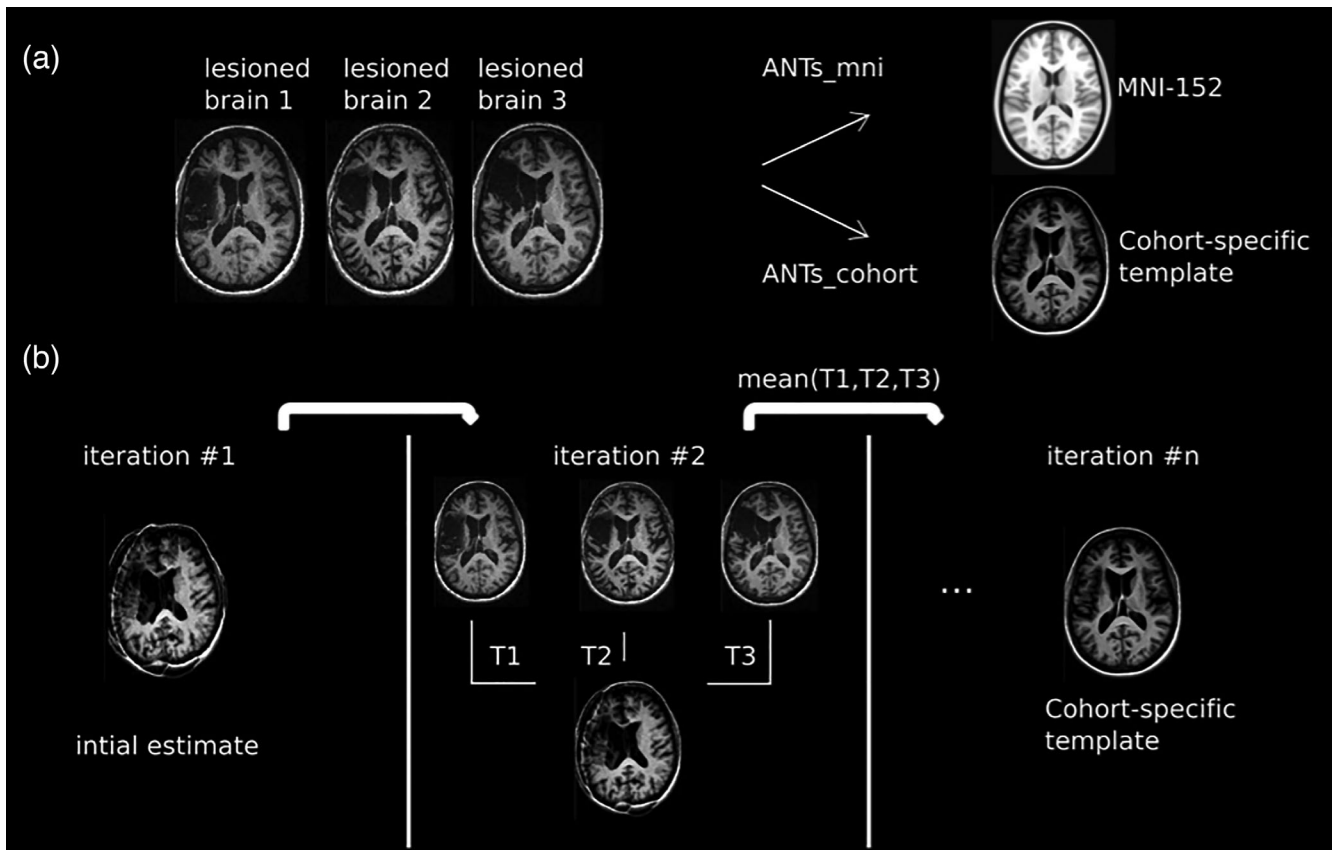 (a)
lesioned
brain 1
lesioned
brain 2
lesioned
brain 3
ANTs_mni
MNI-152
ANTs_cohort
Cohort-specific
template
(b)
mean(T1,T2,T3)
iteration #1
iteration #2
iteration #n
...
T1
T2
T3
intial estimate
Cohort-specific
template